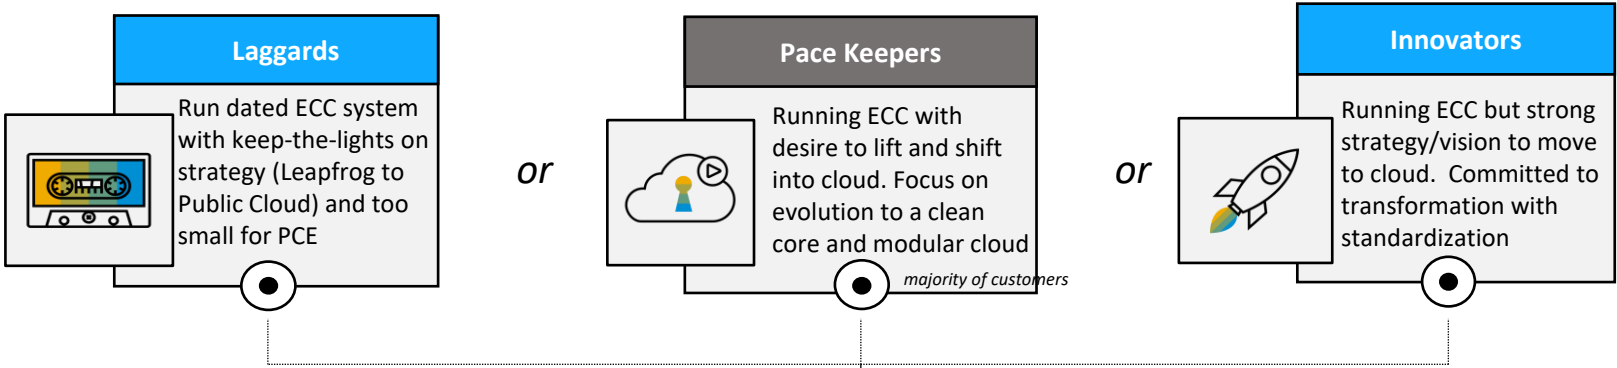 Laggards
Run dated ECC system
with keep-the-lights on
strategy (Leapfrog to
Public Cloud) and too
small for PCE
or
Pace Keepers
Running ECC with
desire to lift and shift
into cloud. Focus on
evolution to a clean
core and modular cloud
majority of customers
or
Innovators
Running ECC but strong
strategy/vision to move
to cloud.  Committed to
transformation with
standardization